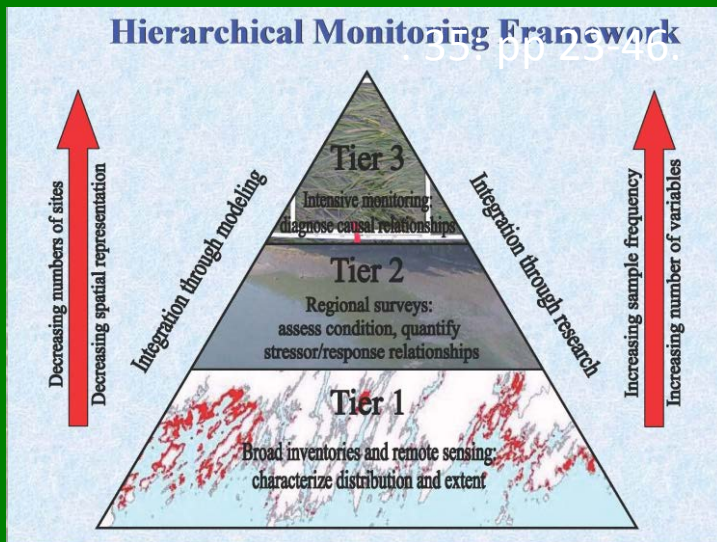 Hierarchical Monitoring Framework
. 35. pp 23-46.
Decreasing numbers of sites
Decreasing spatial representation
Integration through modeling
Tier 3
Intensive monitoring:
diagnose causal relationships
Tier 2
Regional surveys:
assess condition, quantify
stressor/response relationships
Tier 1
Broad inventories and remote sensing:
characterize distribution and extent
Integration through research
Increasing sample frequency
Increasing number of variables